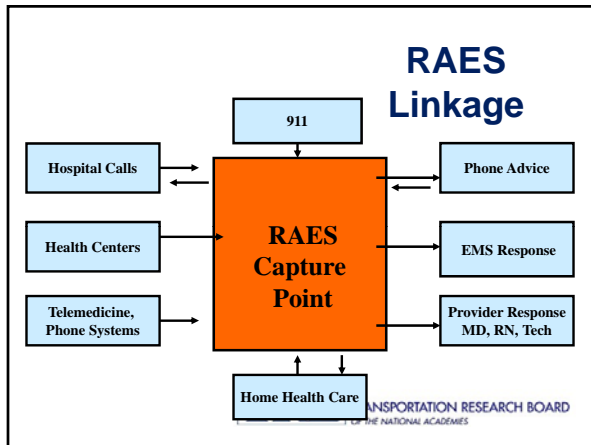 RAES
Linkage
911
Hospital Calls
Phone Advice
Health Centers
RAES
Capture
Point
EMS Response
Telemedicine,
Phone Systems
Provider Response
MD, RN, Tech
Home Health Care
ANSPORTATION RESEARCH BOARD
OF THE NATIONAL ACADEMIES